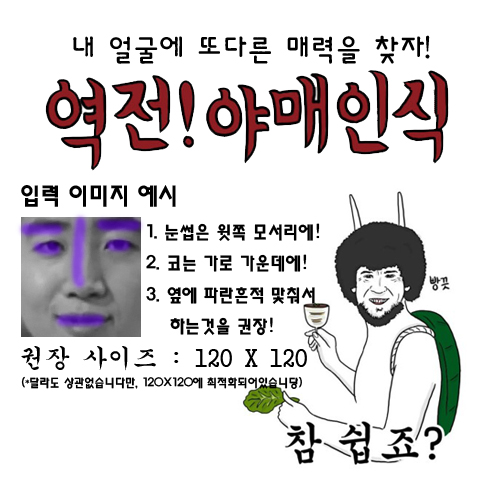 내 얼굴에 또다른 매력을 찾자!
역전! 야매인식
입력 이미지 예시
1. 눈썹은 윗쪽 모서리에!
2. 코는 가로 가운데에!
3. 옆에 파란흔적 맞춰서
하는것을 권장!
방끗
권장 사이즈 : 120 X 120
(*달라도 상관없습니다만, 120X120에 최적화되어있습니당)
참 쉽죠?